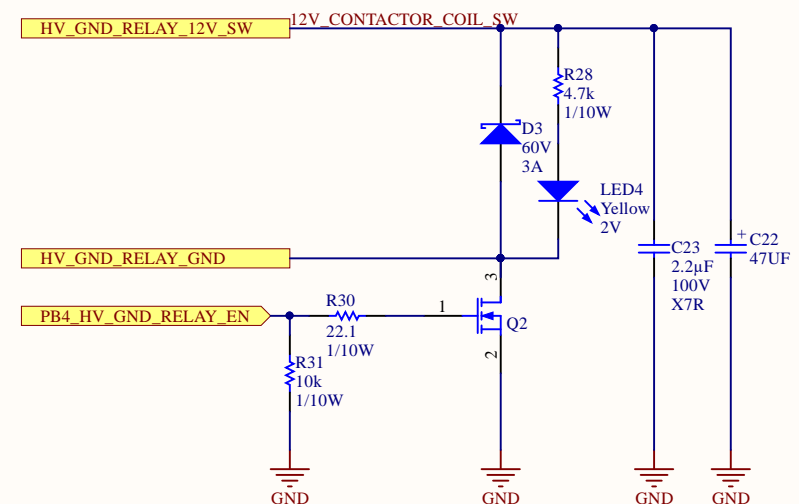 12V_CONTACTOR_COIL_SW
HV_GND_RELAY_12V_SW
R28
4.7k
1/10W
D3
60V
3A
LED4
Yellow
2V
HV_GND_RELAY_GND
C23
2.2µF
100V
X7R
+
C22
47UF
3
PB4_HV_GND_RELAY_EN
R30
22.1
1/10W
1
Q2
2
R31
10k
1/10W
GND
GND
GND
GND